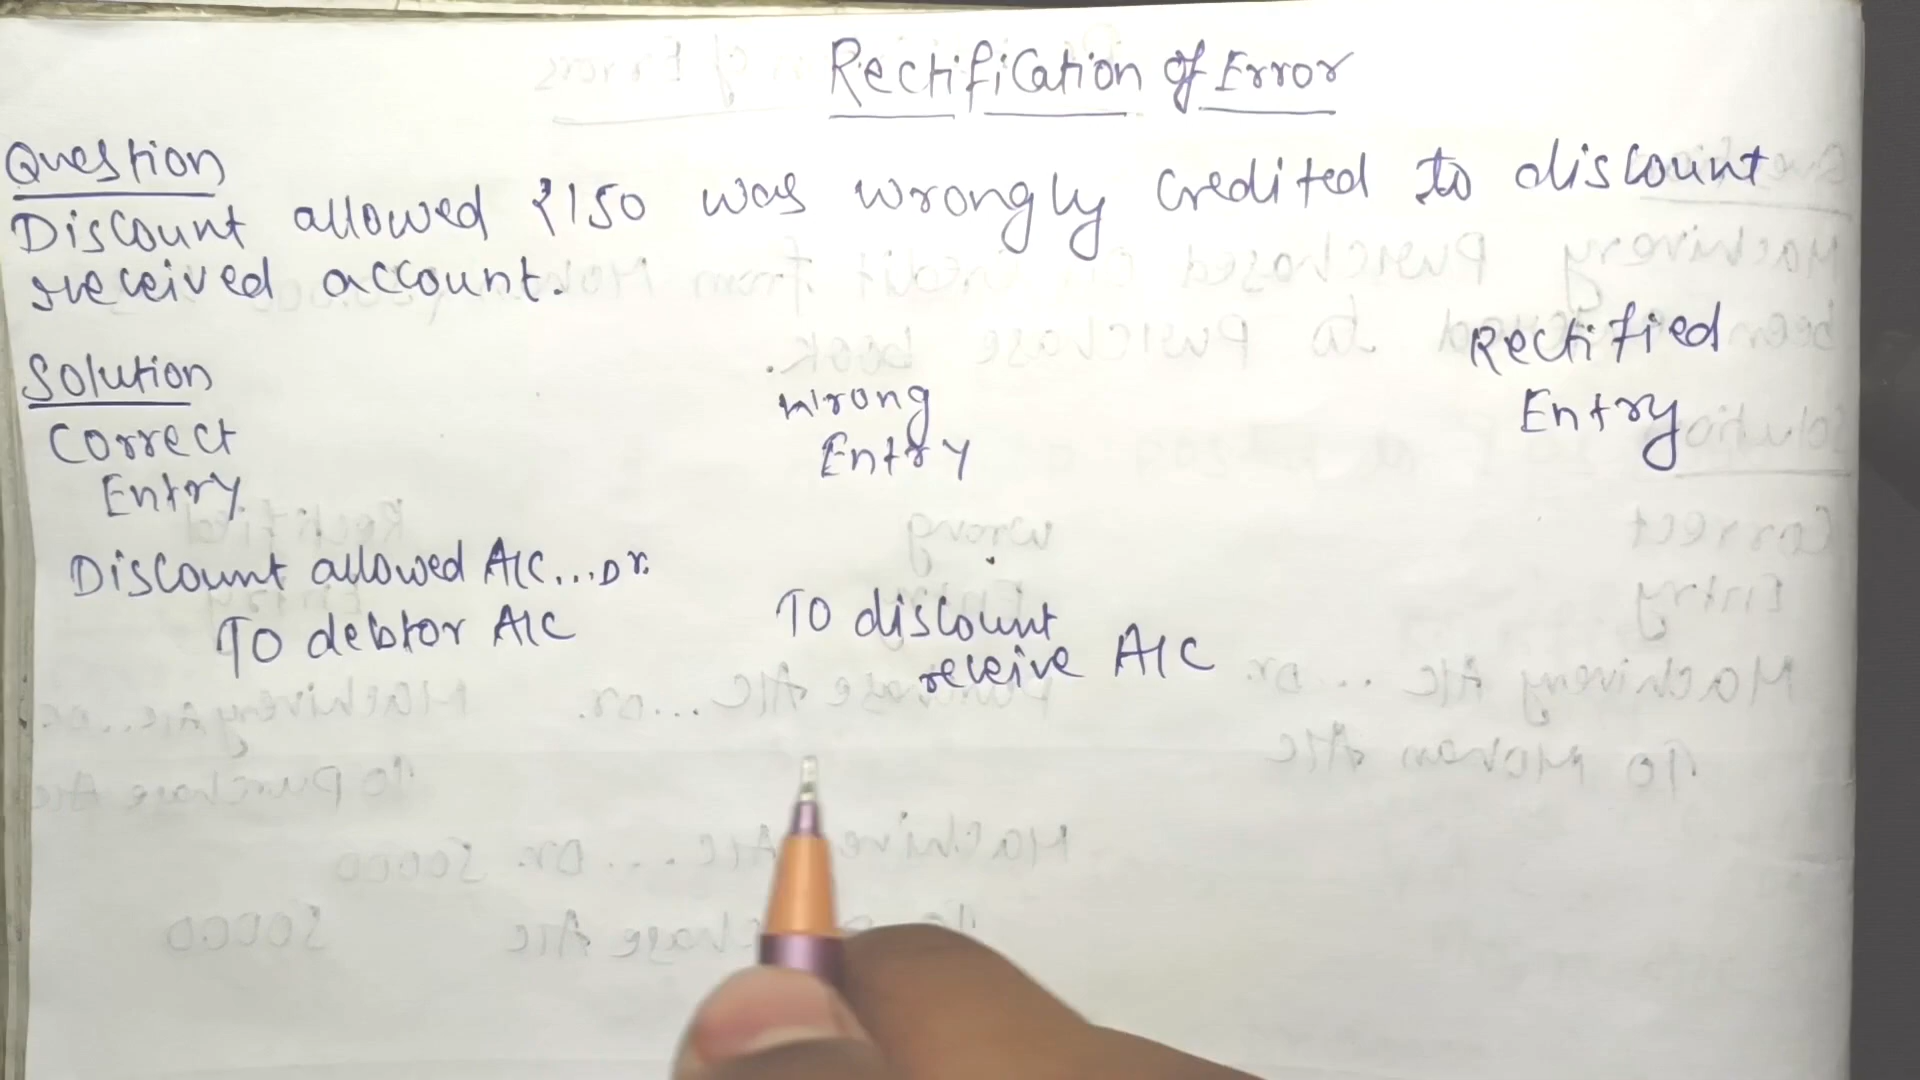 Rectification of Error
Question
Discount allowed ₹150 was wrongly credited to discount
received account.
Solution
Correct
Entry
Wrong
Entry
Rectified
Entry
Discount allowed A/C...Dr.
To debtor A/C
To discount
receive A/C